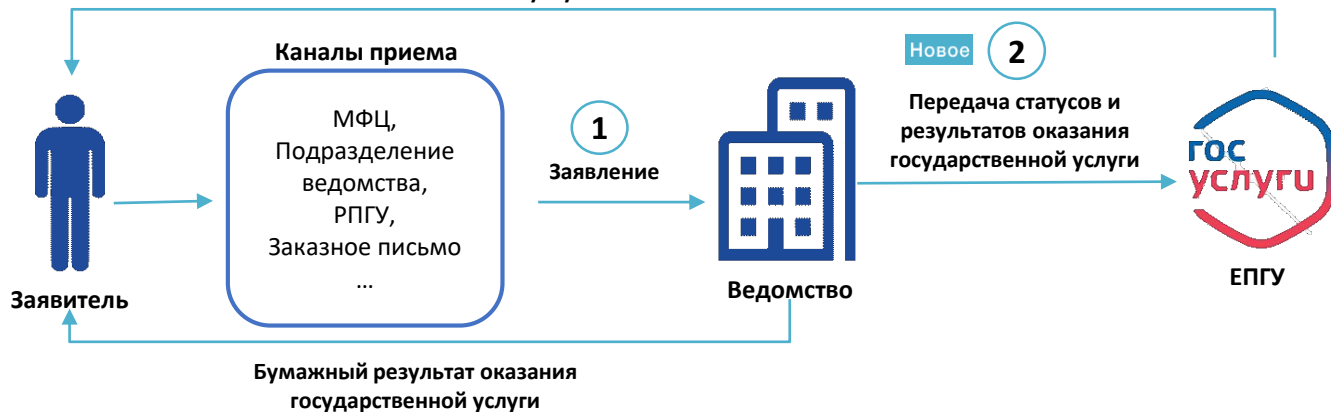 Каналы приема
МФЦ,
Подразделение
ведомства,
РПГУ,
Заказное письмо
...
Заявитель
1
Заявление
Ведомство
Новое
2
Передача статусов и
результатов оказания
государственной услуги
гос
услуги
ЕПГУ
Бумажный результат оказания
государственной услуги